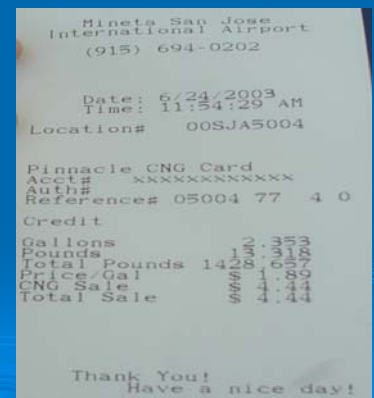 Mineta San Jose
International Airport
(915) 694-0202
Date: 6/24/2003
Time: 11:54:29 AM
Location# 00SJA5004
Pinnacle CNG Card
Acct# xxxxxxxxxxxx
Auth#
Reference# 05004 77 4 0
Credit
Gallons 2.353
Pounds 13.318
Total Pounds 1428.657
Price/Gal $ 1.89
CNG Sale $ 4.44
Total Sale $ 4.44
Thank You!
Have a nice day!